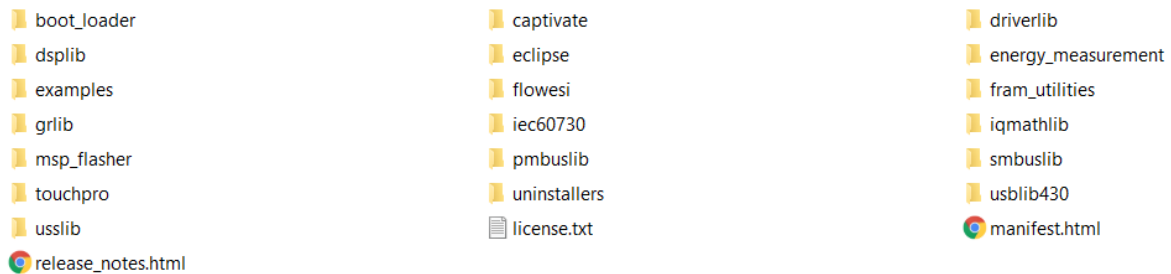 boot_loader captivate driverlib
dsplib eclipse energy_measurement
examples flowesi fram_utilities
grlib iec60730 iqmathlib
msp_flasher pmbuslib smbuslib
touchpro uninstallers usblib430
usslib license.txt manifest.html
release_notes.html